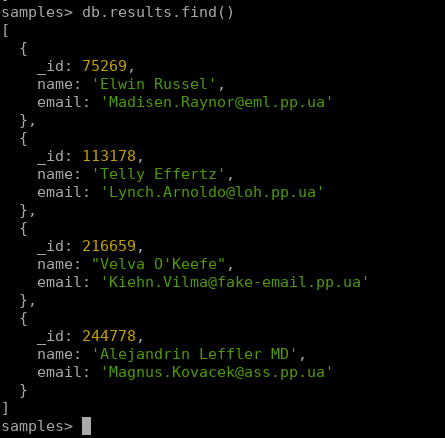 samples> db.results.find()
[
  {
    _id: 75269,
    name: 'Elwin Russel',
    email: 'Madisen.Raynor@eml.pp.ua'
  },
  {
    _id: 113178,
    name: 'Telly Effertz',
    email: 'Lynch.Arnoldo@loh.pp.ua'
  },
  {
    _id: 216659,
    name: "Velva O'Keefe",
    email: 'Kiehn.Vilma@fake-email.pp.ua'
  },
  {
    _id: 244778,
    name: 'Alejandrin Leffler MD',
    email: 'Magnus.Kovacek@ass.pp.ua'
  }
]
samples>